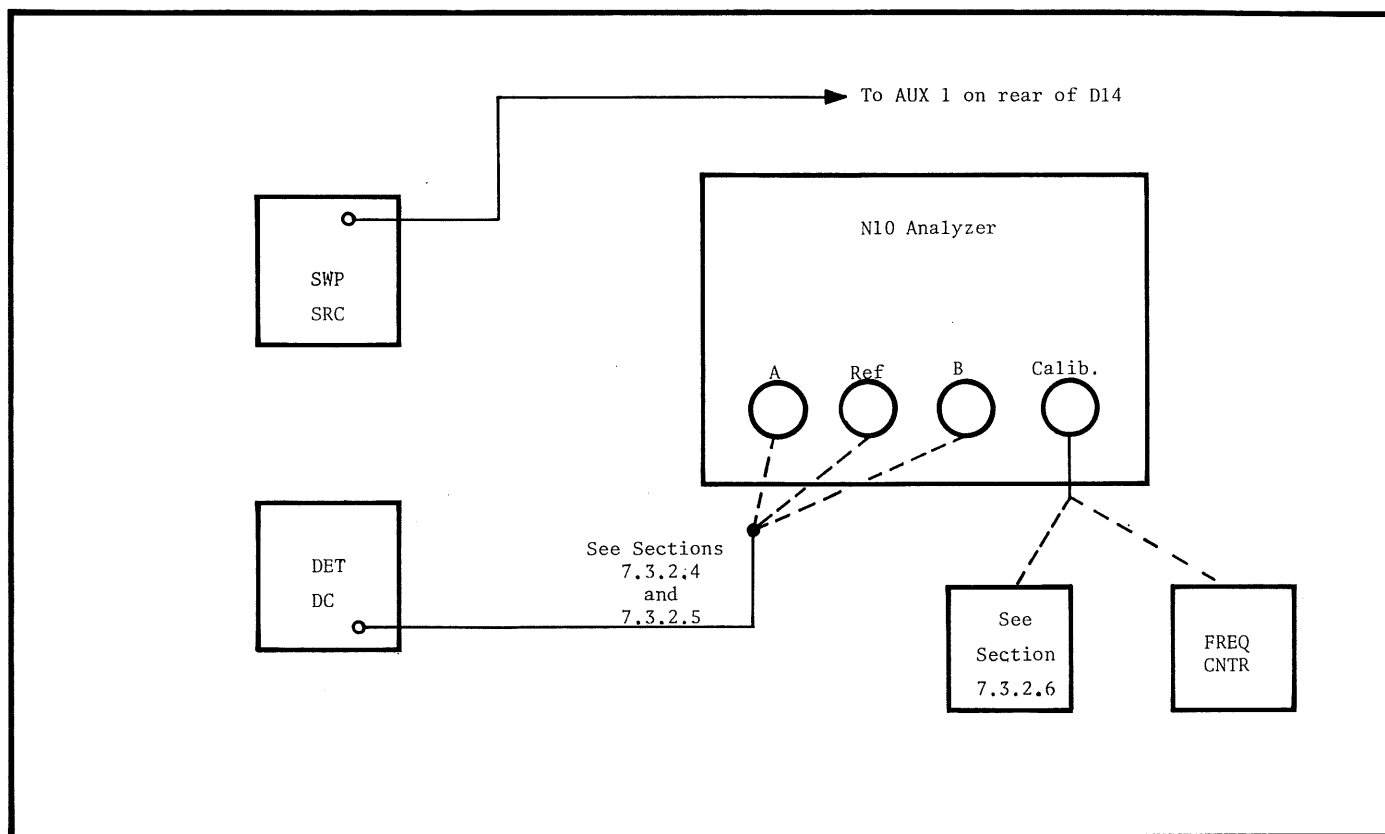 To AUX 1 on rear of D14
SWP
SRC
N10 Analyzer
A
Ref
B
Calib.
DET
DC
See Sections
7.3.2.4
and
7.3.2.5
See
Section
7.3.2.6
FREQ
CNTR